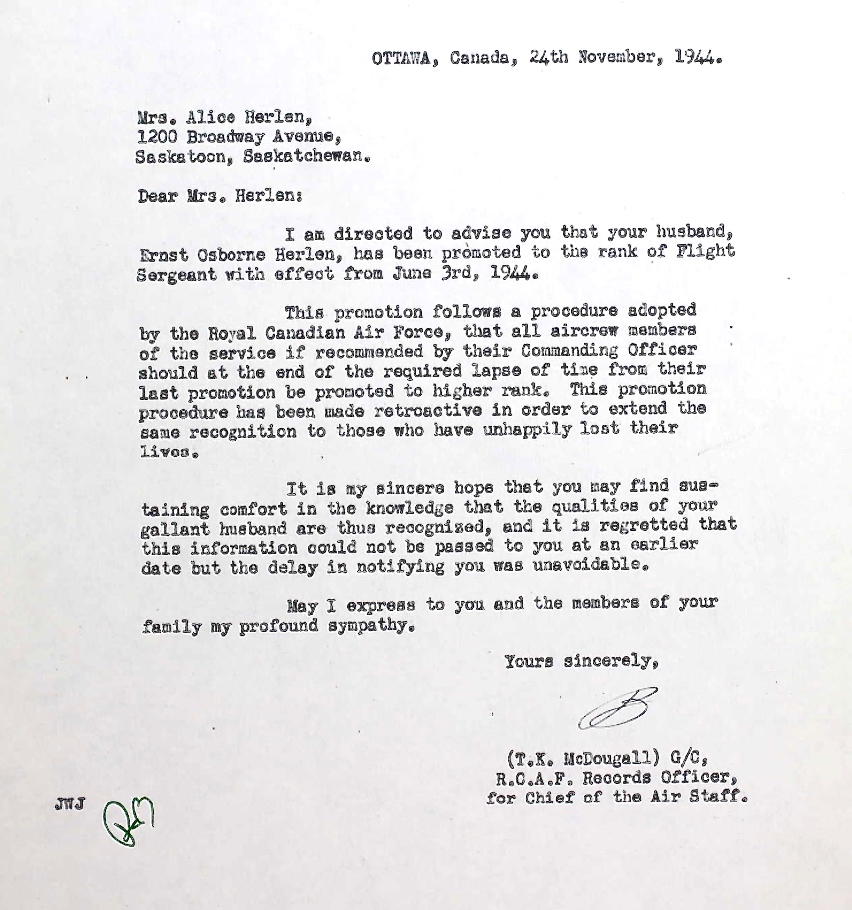 OTTAWA, Canada, 24th November, 1944.
Mrs. Alice Herlen,
1200 Broadway Avenue,
Saskatoon, Saskatchewan.
Dear Mrs. Herlen:
I am directed to advise you that your husband,
Ernst Osborne Herlen, has been promoted to the rank of Flight
Sergeant with effect from June 3rd, 1944.
This promotion follows a procedure adopted
by the Royal Canadian Air Force, that all aircrew members
of the service if recommended by their Commanding Officer
should at the end of the required lapse of time from their
last promotion be promoted to higher rank. This promotion
procedure has been made retroactive in order to extend the
same recognition to those who have unhappily lost their
lives.
It is my sincere hope that you may find sus-
taining comfort in the knowledge that the qualities of your
gallant husband are thus recognized, and it is regretted that
this information could not be passed to you at an earlier
date but the delay in notifying you was unavoidable.
May I express to you and the members of your
family my profound sympathy.
Yours sincerely,
(T.K. McDougall) G/C,
R.C.A.F. Records Officer,
for Chief of the Air Staff.
JWJ